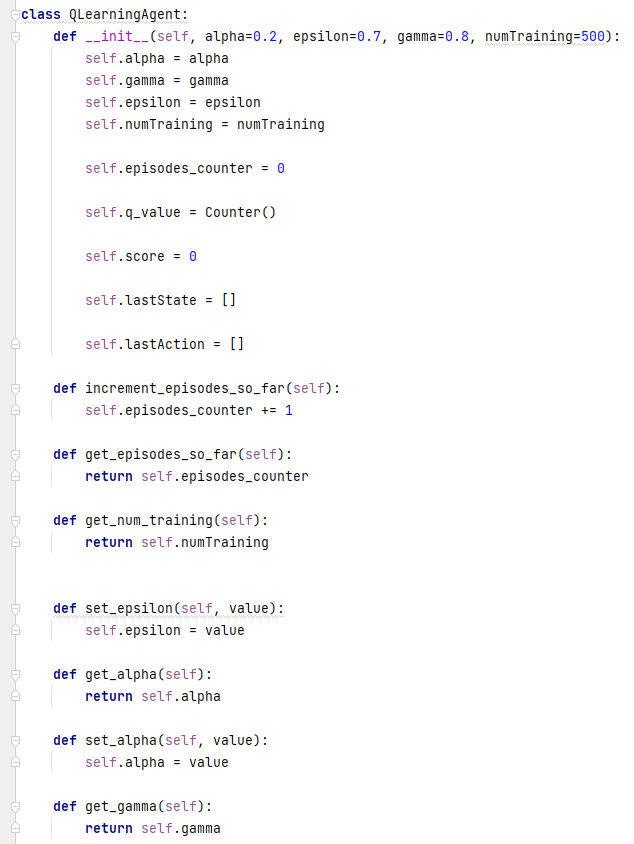 class QLearningAgent:
    def __init__(self, alpha=0.2, epsilon=0.7, gamma=0.8, numTraining=500):
        self.alpha = alpha
        self.gamma = gamma
        self.epsilon = epsilon
        self.numTraining = numTraining

        self.episodes_counter = 0

        self.q_value = Counter()

        self.score = 0

        self.lastState = []

        self.lastAction = []

    def increment_episodes_so_far(self):
        self.episodes_counter += 1

    def get_episodes_so_far(self):
        return self.episodes_counter

    def get_num_training(self):
        return self.numTraining


    def set_epsilon(self, value):
        self.epsilon = value

    def get_alpha(self):
        return self.alpha

    def set_alpha(self, value):
        self.alpha = value

    def get_gamma(self):
        return self.gamma